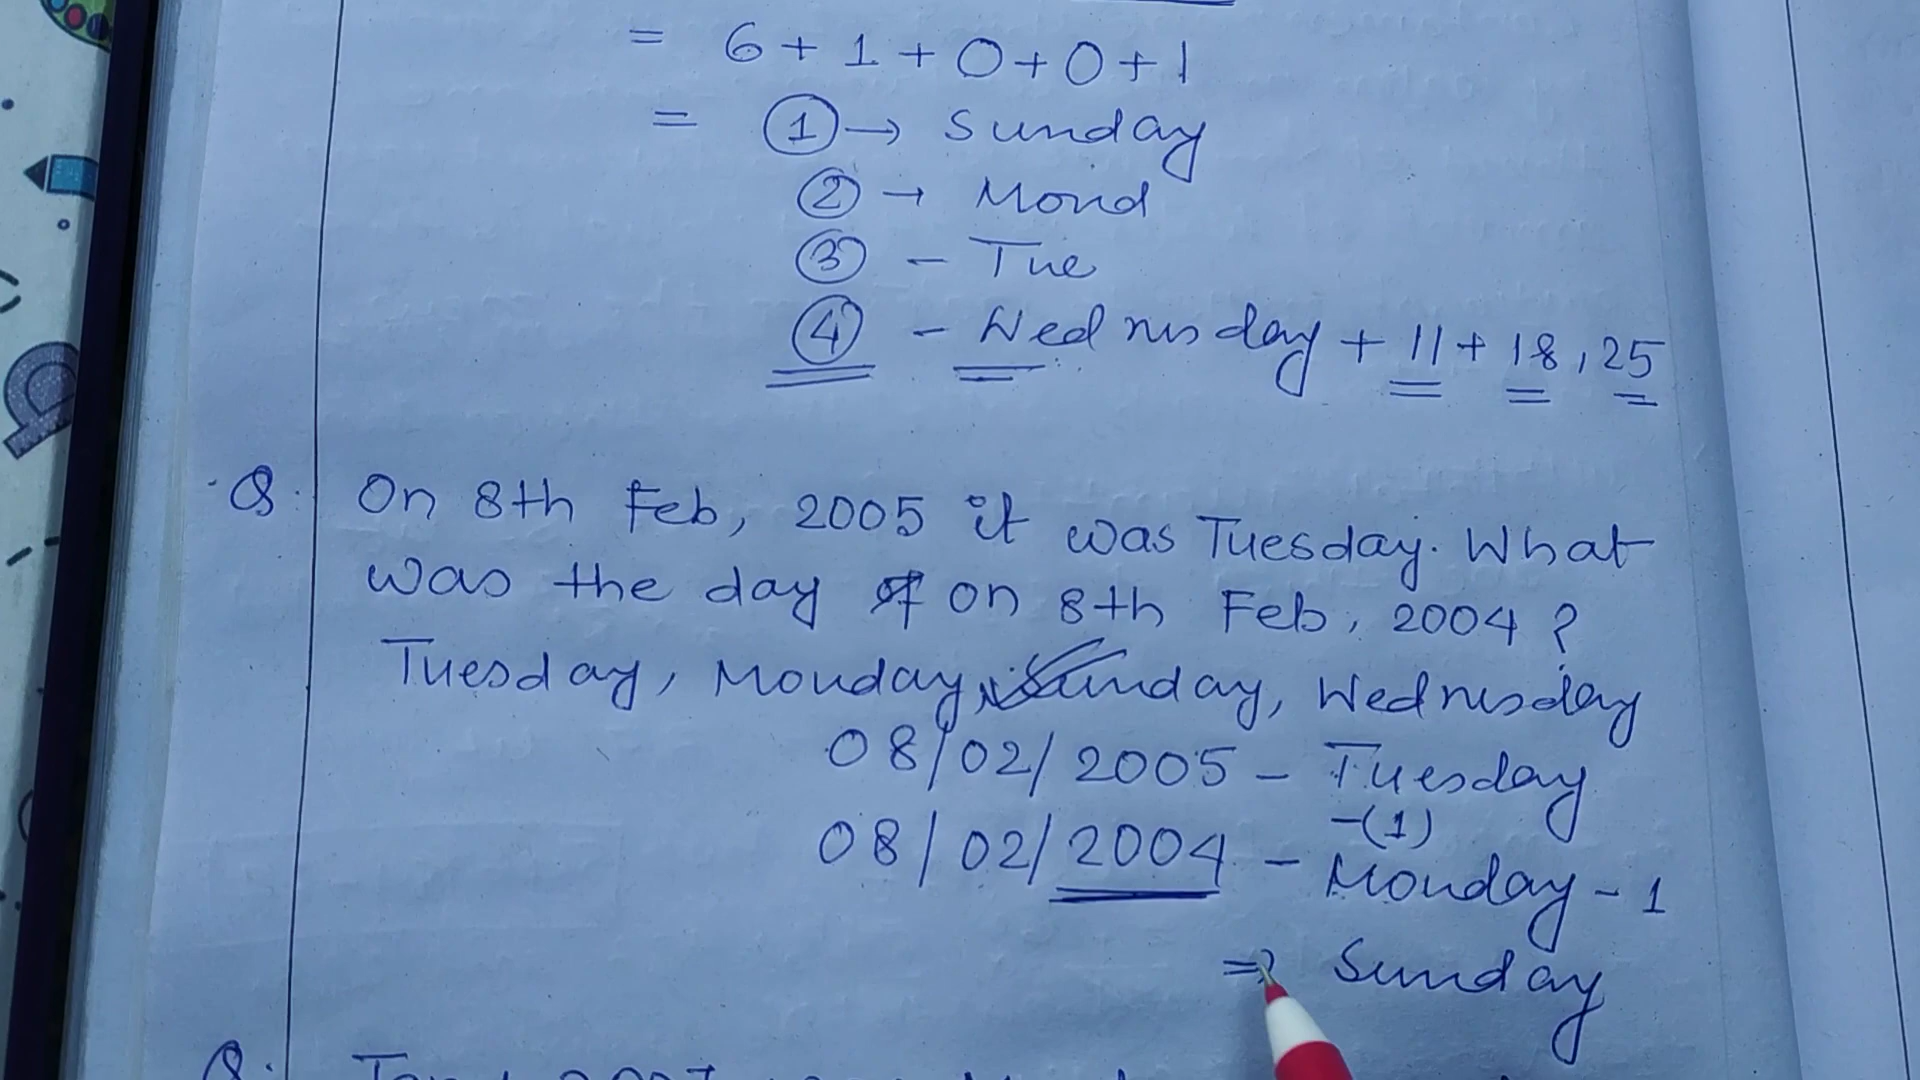 = 6 + 1 + 0 + 0 + 1
= ① → Sunday
② → Mond
③ - Tue
④ - Wednesday + 11 + 18, 25
Q. On 8th Feb, 2005 it was Tuesday. What
was the day on 8th Feb, 2004?
Tuesday, Monday, Sunday, Wednesday
08/02/2005 - Tuesday
-(1)
08/02/2004 - Monday - 1
⇒ Sunday
Q.